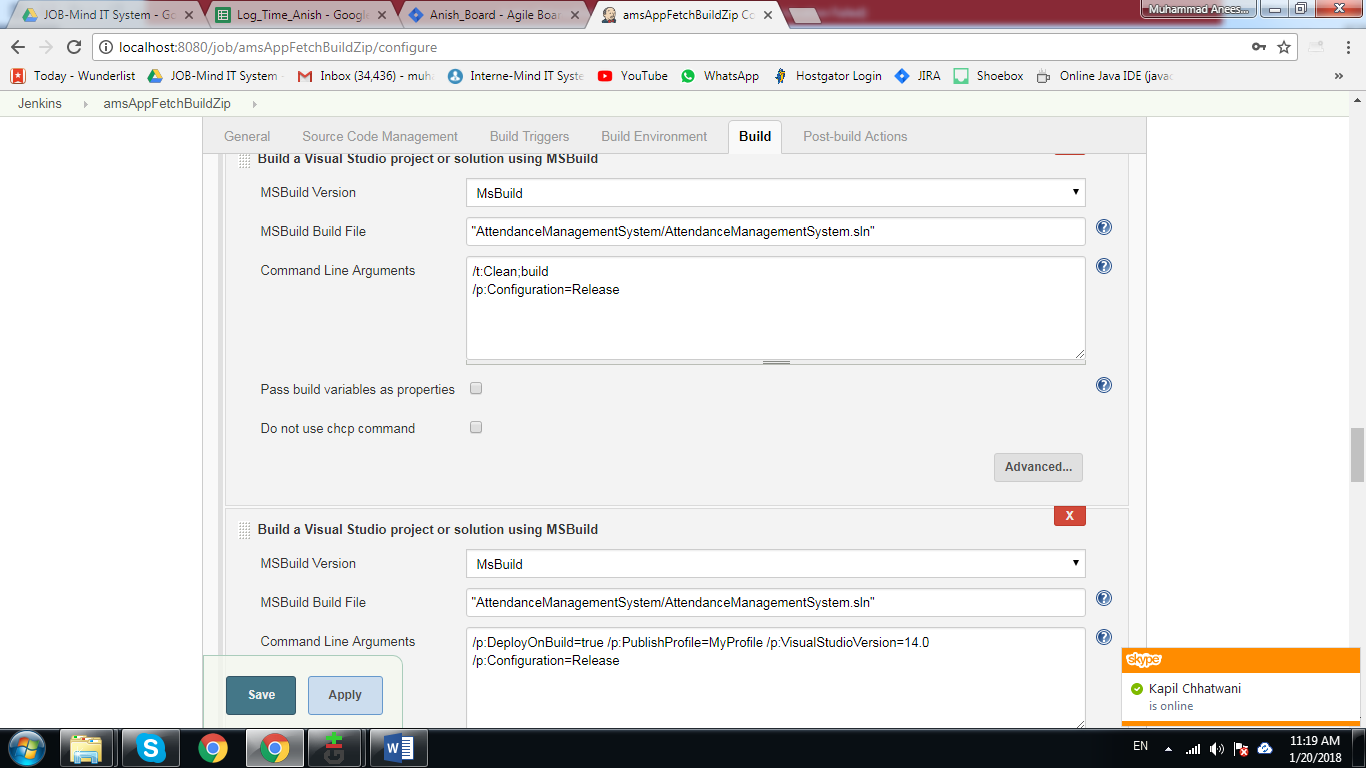 JOB-Mind IT System - Go
Log_Time_Anish - Google
Anish_Board - Agile Boar
amsAppFetchBuildZip Co
Muhammad Anees...
localhost:8080/job/amsAppFetchBuildZip/configure
Today - Wunderlist
JOB-Mind IT System
Inbox (34,436) - muha
Interne-Mind IT Syste
YouTube
WhatsApp
Hostgator Login
JIRA
Shoebox
Online Java IDE (javac
»
Jenkins
amsAppFetchBuildZip
General
Source Code Management
Build Triggers
Build Environment
Build
Post-build Actions
Build a Visual Studio project or solution using MSBuild
MSBuild Version
MsBuild
MSBuild Build File
"AttendanceManagementSystem/AttendanceManagementSystem.sln"
?
Command Line Arguments
/t:Clean;build
/p:Configuration=Release
?
Pass build variables as properties
?
Do not use chcp command
Advanced...
X
Build a Visual Studio project or solution using MSBuild
MSBuild Version
MsBuild
MSBuild Build File
"AttendanceManagementSystem/AttendanceManagementSystem.sln"
?
Command Line Arguments
/p:DeployOnBuild=true /p:PublishProfile=MyProfile /p:VisualStudioVersion=14.0
/p:Configuration=Release
?
Save
Apply
skype
Kapil Chhatwani
is online
EN
11:19 AM
1/20/2018